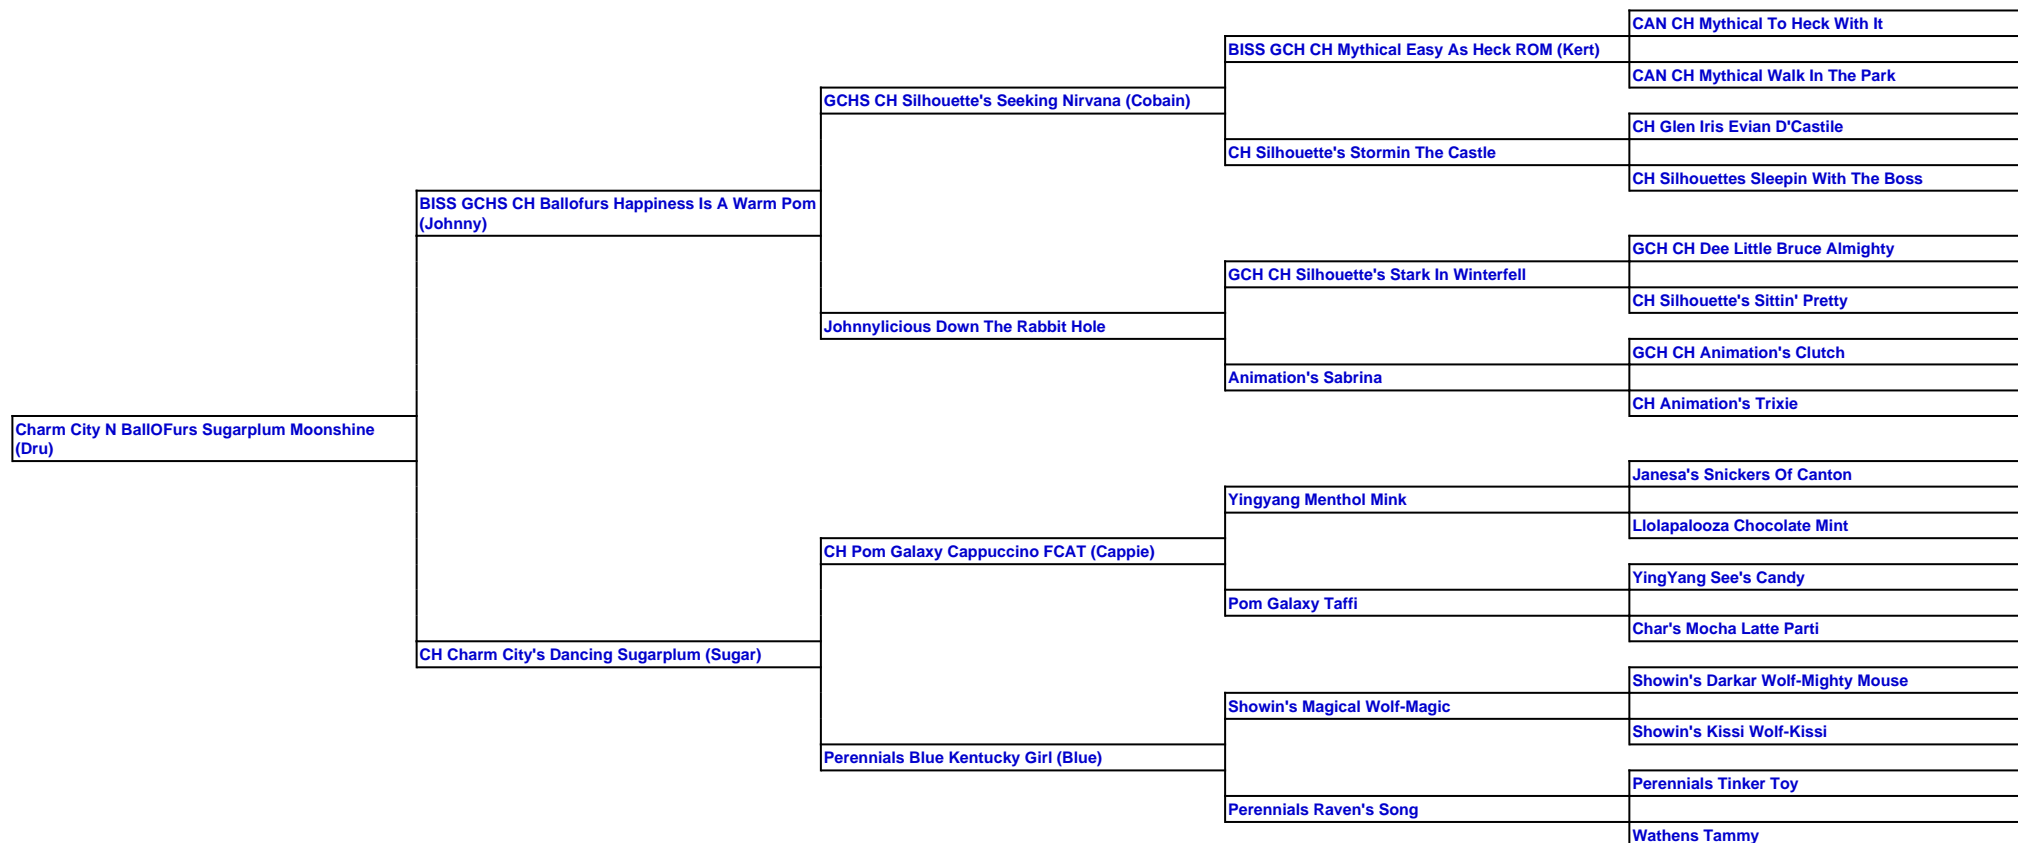 CAN CH Mythical To Heck With It
BISS GCH CH Mythical Easy As Heck ROM (Kert)
CAN CH Mythical Walk In The Park
GCHS CH Silhouette's Seeking Nirvana (Cobain)
CH Glen Iris Evian D'Castile
CH Silhouette's Stormin The Castle
CH Silhouettes Sleepin With The Boss
BISS GCHS CH Ballofurs Happiness Is A Warm Pom
(Johnny)
GCH CH Dee Little Bruce Almighty
GCH CH Silhouette's Stark In Winterfell
CH Silhouette's Sittin' Pretty
Johnnylicious Down The Rabbit Hole
GCH CH Animation's Clutch
Animation's Sabrina
CH Animation's Trixie
Charm City N BallOFurs Sugarplum Moonshine
(Dru)
Janesa's Snickers Of Canton
Yingyang Menthol Mink
Llolapalooza Chocolate Mint
CH Pom Galaxy Cappuccino FCAT (Cappie)
YingYang See's Candy
Pom Galaxy Taffi
Char's Mocha Latte Parti
CH Charm City's Dancing Sugarplum (Sugar)
Showin's Darkar Wolf-Mighty Mouse
Showin's Magical Wolf-Magic
Showin's Kissi Wolf-Kissi
Perennials Blue Kentucky Girl (Blue)
Perennials Tinker Toy
Perennials Raven's Song
Wathens Tammy